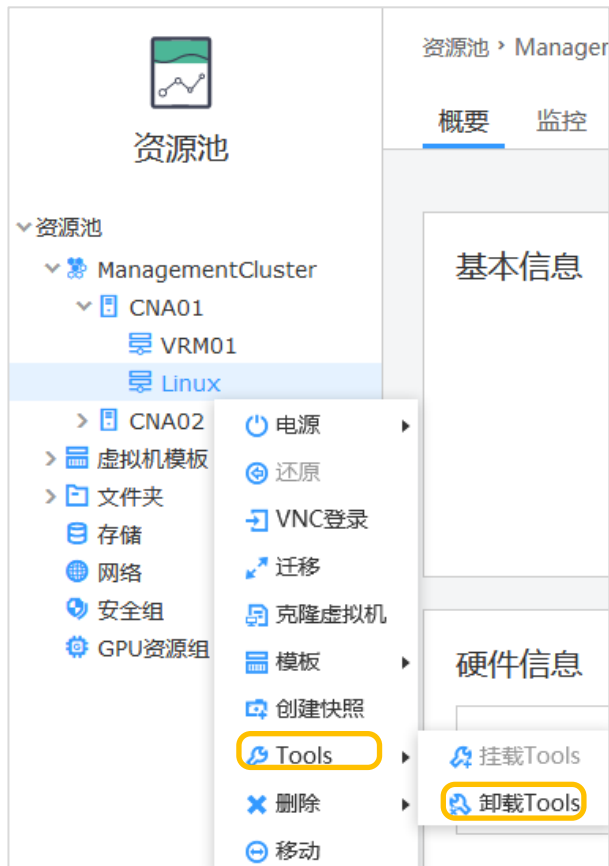 资源池
资源池
ManagementCluster
CNA01
VRM01
Linux
CNA02
虚拟机模板
文件夹
存储
网络
安全组
GPU资源组
电源
还原
VNC登录
迁移
克隆虚拟机
模板
创建快照
Tools
删除
移动
挂载Tools
卸载Tools
资源池 › Manager
概要 监控
基本信息
硬件信息